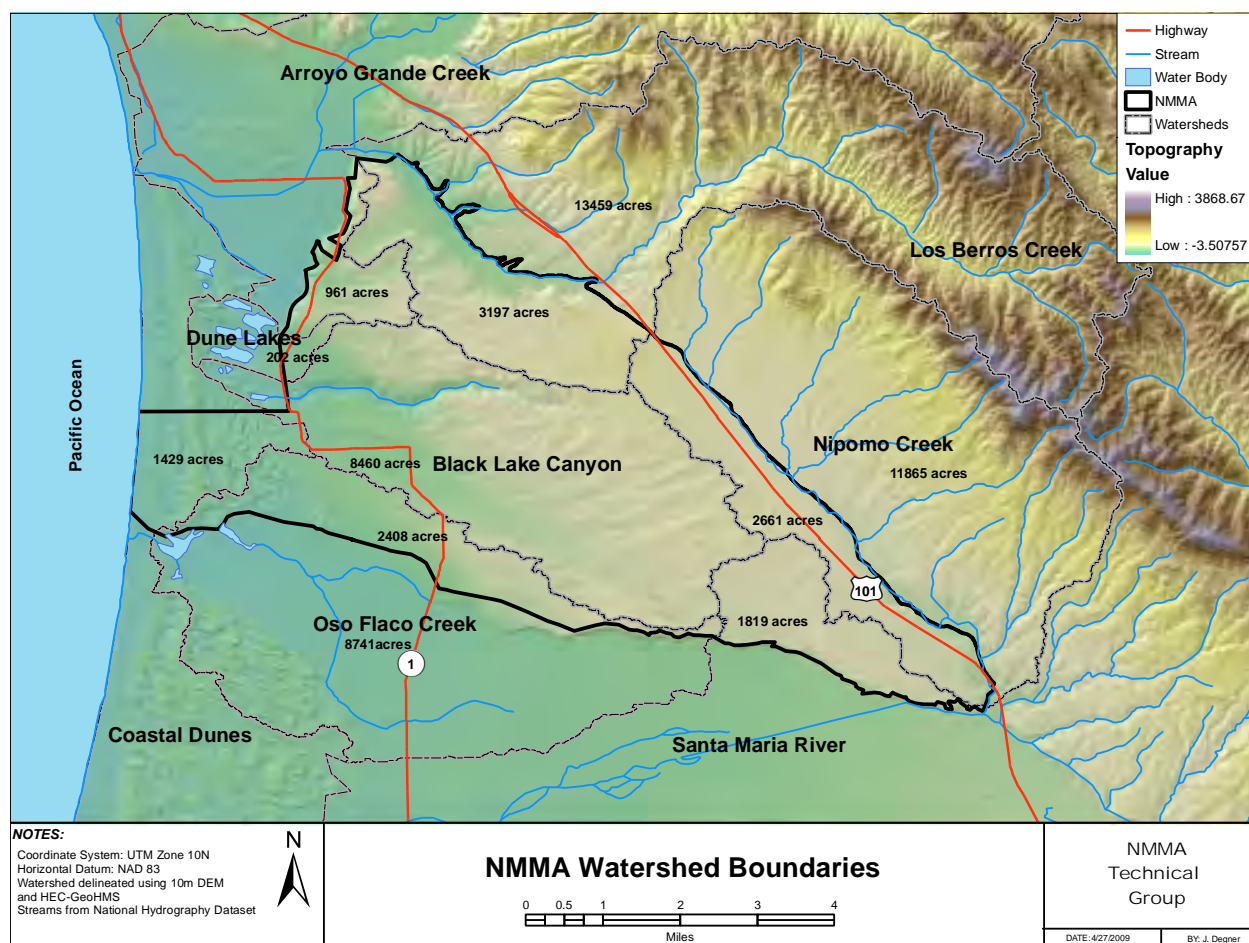 Arroyo Grande Creek
13459 acres
Los Berros Creek
961 acres
3197 acres
Dune Lakes
202 acres
Pacific Ocean
1429 acres
8460 acres
Black Lake Canyon
Nipomo Creek
11865 acres
2661 acres
2408 acres
101
Oso Flaco Creek
8741acres
1819 acres
1
Coastal Dunes
Santa Maria River
Highway
Stream
Water Body
NMMA
Watersheds
Topography
Value
High : 3868.67
Low : -3.50757
NOTES:
Coordinate System: UTM Zone 10N
Horizontal Datum: NAD 83
Watershed delineated using 10m DEM
and HEC-GeoHMS
Streams from National Hydrography Dataset
N
NMMA Watershed Boundaries
0 0.5 1 2 3 4
Miles
NMMA
Technical
Group
DATE:4/27/2009
BY: J. Degner